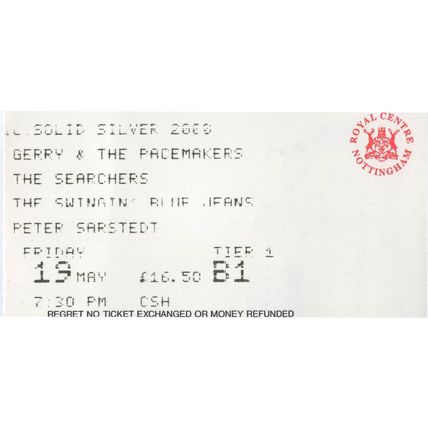 SOLID SILVER 2000
GERRY & THE PACEMAKERS
THE SEARCHERS
THE SWINGIN' BLUE JEANS
PETER SARSTEDT
FRIDAY TIER 1
19 MAY £16.50 B1
7:30 PM CSH
REGRET NO TICKET EXCHANGED OR MONEY REFUNDED
ROYAL CENTRE
NOTTINGHAM